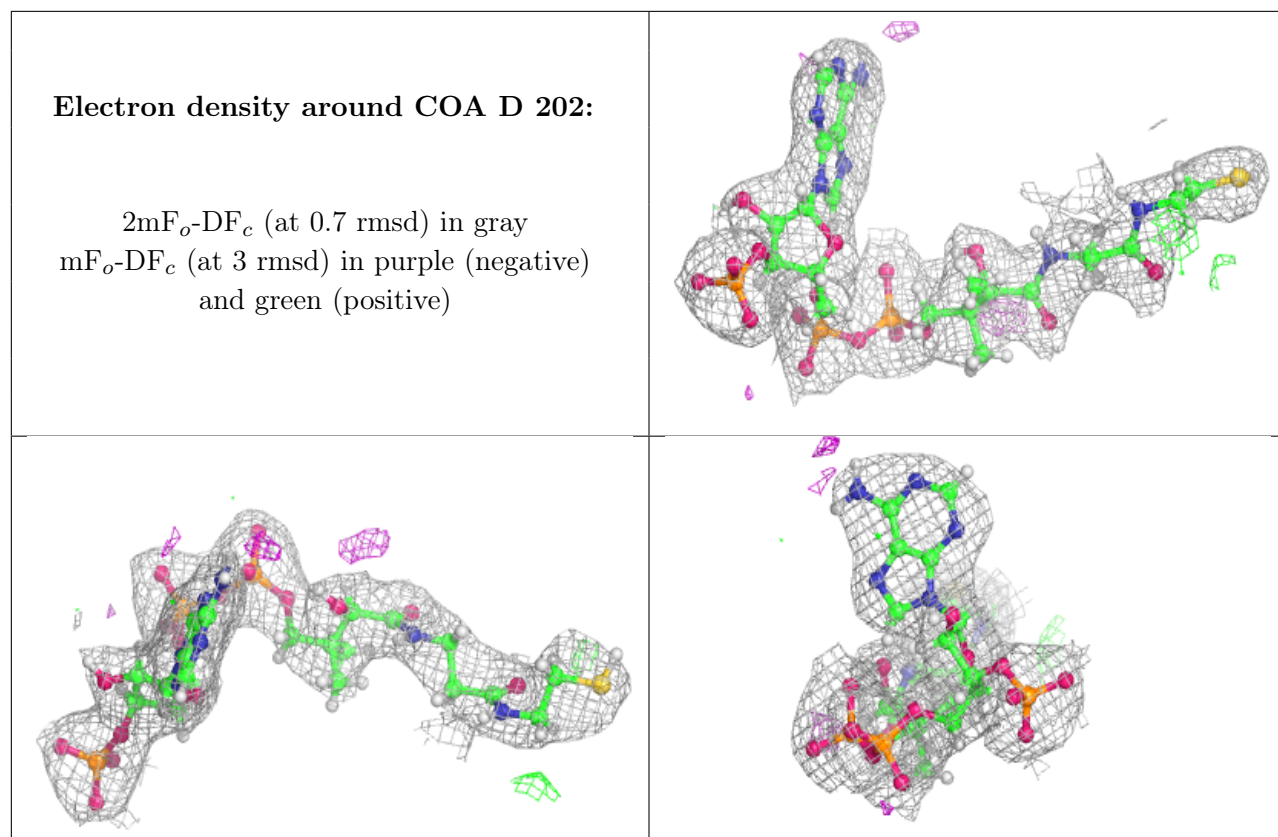 Electron density around COA D 202:
2mFo-DFc (at 0.7 rmsd) in gray
mFo-DFc (at 3 rmsd) in purple (negative)
and green (positive)